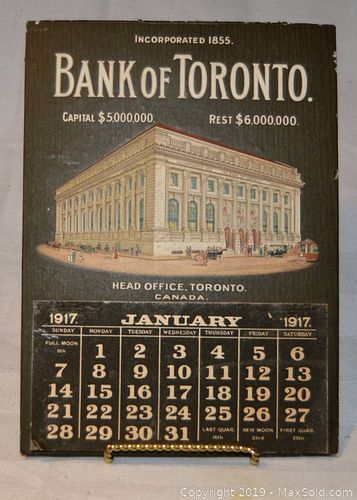 INCORPORATED 1855.
BANK OF TORONTO.
CAPITAL $5,000,000. REST $6,000,000.
HEAD OFFICE, TORONTO.
CANADA.
1917. JANUARY 1917.
SUNDAY MONDAY TUESDAY WEDNESDAY THURSDAY FRIDAY SATURDAY
FULL MOON 8th 1 2 3 4 5 6
7 8 9 10 11 12 13
14 15 16 17 18 19 20
21 22 23 24 25 26 27
28 29 30 31 LAST QUAR. 16th NEW MOON 23rd FIRST QUAR. 29th
Copyright 2019 - MaxSold.com